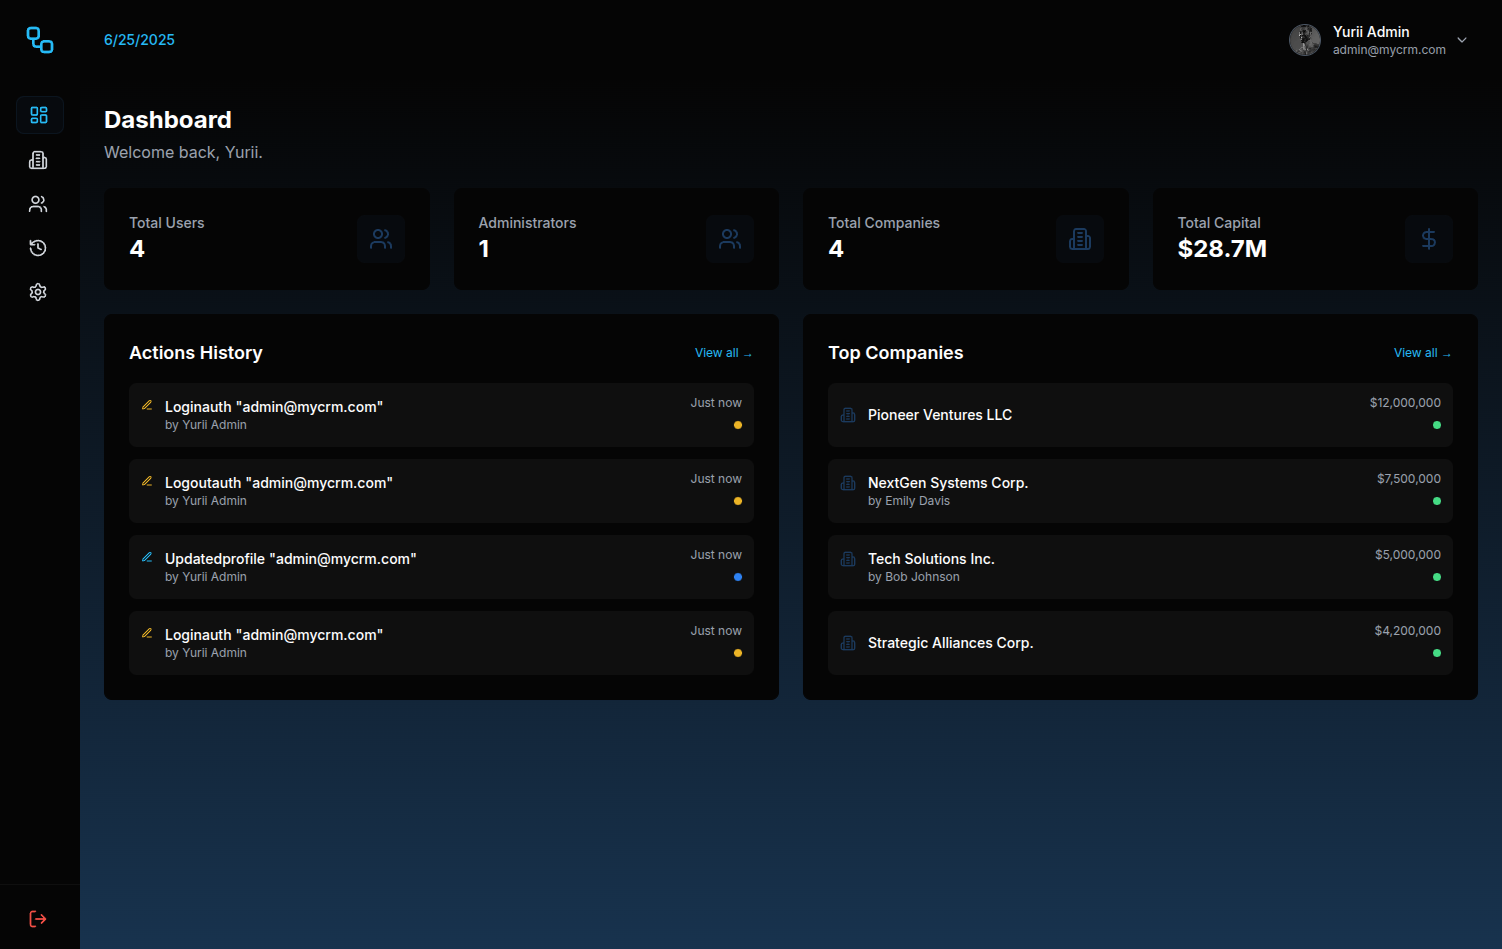 6/25/2025
Yurii Admin
admin@mycrm.com
Dashboard
Welcome back, Yurii.
Total Users
4
Administrators
1
Total Companies
4
Total Capital
$28.7M
Actions History
View all →
Loginauth "admin@mycrm.com"
by Yurii Admin
Just now
Logoutauth "admin@mycrm.com"
by Yurii Admin
Just now
Updatedprofile "admin@mycrm.com"
by Yurii Admin
Just now
Loginauth "admin@mycrm.com"
by Yurii Admin
Just now
Top Companies
View all →
Pioneer Ventures LLC
$12,000,000
NextGen Systems Corp.
by Emily Davis
$7,500,000
Tech Solutions Inc.
by Bob Johnson
$5,000,000
Strategic Alliances Corp.
$4,200,000